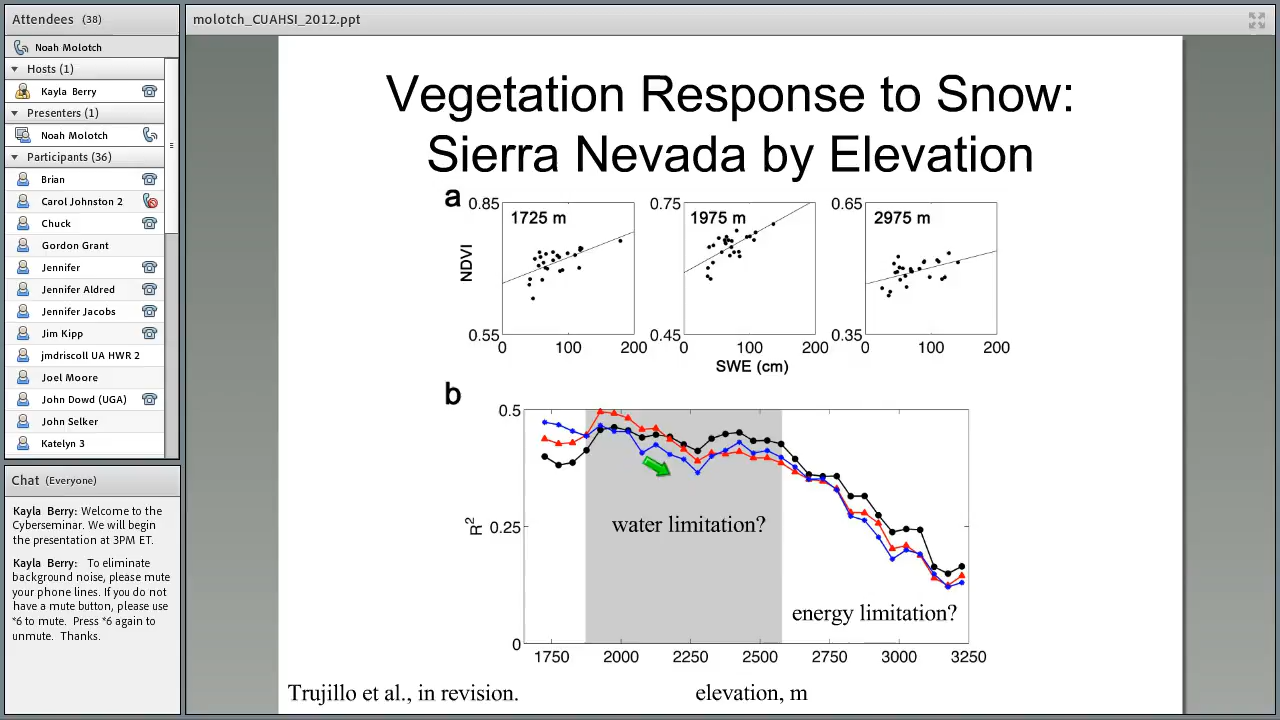 Attendees (38)
Noah Molotch
Hosts (1)
Kayla Berry
Presenters (1)
Noah Molotch
Participants (36)
Brian
Carol Johnston 2
Chuck
Gordon Grant
Jennifer
Jennifer Aldred
Jennifer Jacobs
Jim Kipp
jmdriscoll UA HWR 2
Joel Moore
John Dowd (UGA)
John Selker
Katelyn 3
Chat (Everyone)
Kayla Berry: Welcome to the
Cyberseminar. We will begin
the presentation at 3PM ET.
Kayla Berry: To eliminate
background noise, please mute
your phone lines. If you do not
have a mute button, please use
*6 to mute. Press *6 again to
unmute. Thanks.
molotch_CUAHSI_2012.ppt
Vegetation Response to Snow:
Sierra Nevada by Elevation
a
0.85 0.75 0.65
1725 m 1975 m 2975 m
NDVI
0.55 0.45 0.35
0 100 200 0 100 200 0 100 200
SWE (cm)
b
0.5
0.25
0
R2
water limitation?
energy limitation?
1750 2000 2250 2500 2750 3000 3250
Trujillo et al., in revision.
elevation, m